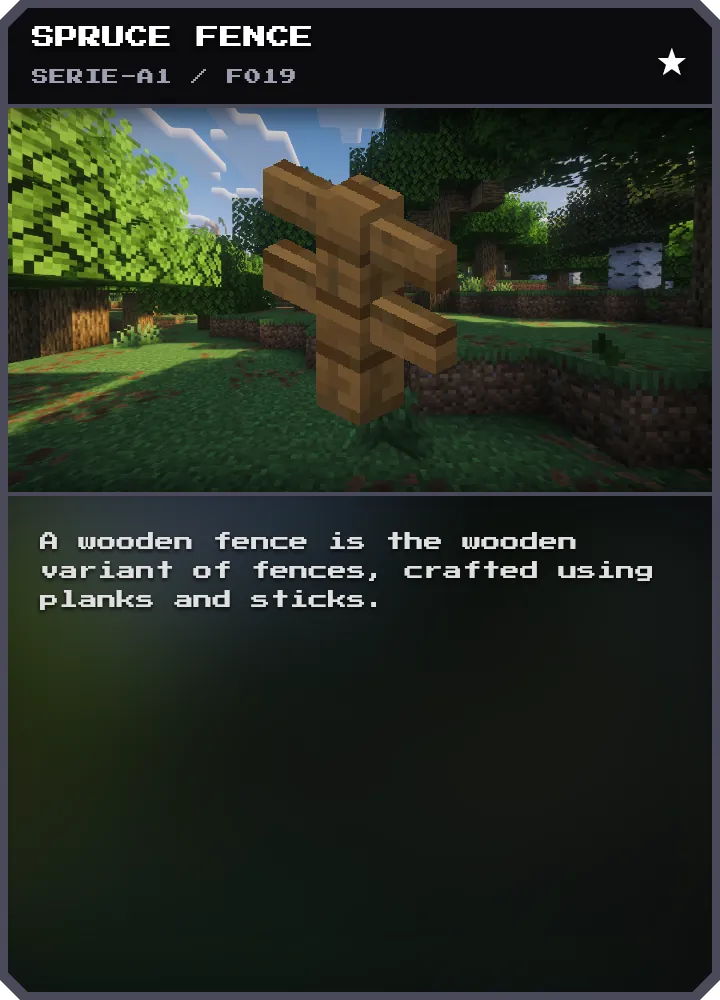 SPRUCE FENCE
SERIE-A1 / F019
A wooden fence is the wooden
variant of fences, crafted using
planks and sticks.